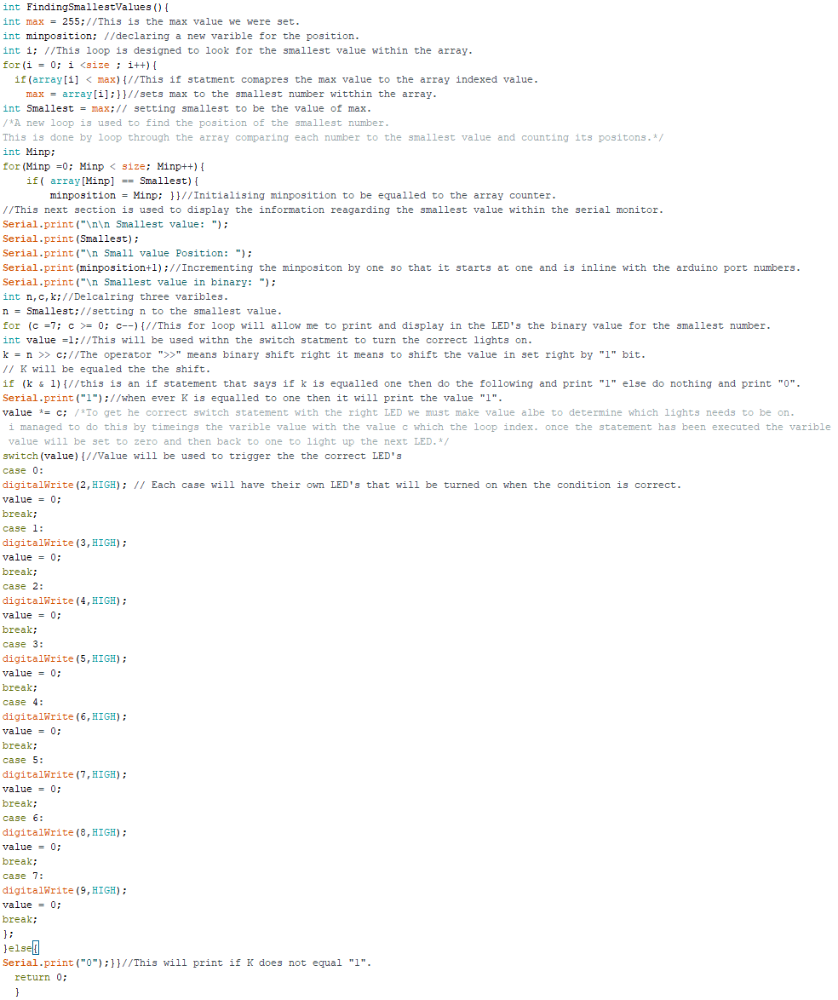 int FindingSmallestValues(){
int max = 255;//This is the max value we were set.
int minposition; //declaring a new varible for the position.
int i; //This loop is designed to look for the smallest value within the array.
for(i = 0; i <size ; i++){
  if(array[i] < max){//This if statment comapres the max value to the array indexed value.
    max = array[i];}}//sets max to the smallest number witthin the array.
int Smallest = max;// setting smallest to be the value of max.
/*A new loop is used to find the position of the smallest number.
This is done by loop through the array comparing each number to the smallest value and counting its positons.*/
int Minp;
for(Minp =0; Minp < size; Minp++){
    if( array[Minp] == Smallest){
        minposition = Minp; }}//Initialising minposition to be equalled to the array counter.
//This next section is used to display the information reagarding the smallest value within the serial monitor.
Serial.print("\n\n Smallest value: ");
Serial.print(Smallest);
Serial.print("\n Small value Position: ");
Serial.print(minposition+1);//Incrementing the minpositon by one so that it starts at one and is inline with the arduino port numbers.
Serial.print("\n Smallest value in binary: ");
int n,c,k;//Delcalring three varibles.
n = Smallest;//setting n to the smallest value.
for (c =7; c >= 0; c--){//This for loop will allow me to print and display in the LED's the binary value for the smallest number.
int value =1;//This will be used withn the switch statment to turn the correct lights on.
k = n >> c;//The operator ">>" means binary shift right it means to shift the value in set right by "1" bit.
// K will be equaled the the shift.
if (k & 1){//this is an if statement that says if k is equalled one then do the following and print "1" else do nothing and print "0".
Serial.print("1");//when ever K is equalled to one then it will print the value "1".
value *= c; /*To get he correct switch statement with the right LED we must make value albe to determine which lights needs to be on.
 i managed to do this by timeings the varible value with the value c which the loop index. once the statement has been executed the varible
 value will be set to zero and then back to one to light up the next LED.*/
switch(value){//Value will be used to trigger the the correct LED's
case 0:
digitalWrite(2,HIGH); // Each case will have their own LED's that will be turned on when the condition is correct.
value = 0;
break;
case 1:
digitalWrite(3,HIGH);
value = 0;
break;
case 2:
digitalWrite(4,HIGH);
value = 0;
break;
case 3:
digitalWrite(5,HIGH);
value = 0;
break;
case 4:
digitalWrite(6,HIGH);
value = 0;
break;
case 5:
digitalWrite(7,HIGH);
value = 0;
break;
case 6:
digitalWrite(8,HIGH);
value = 0;
break;
case 7:
digitalWrite(9,HIGH);
value = 0;
break;
};
}else{
Serial.print("0");}}//This will print if K does not equal "1".
  return 0;
  }